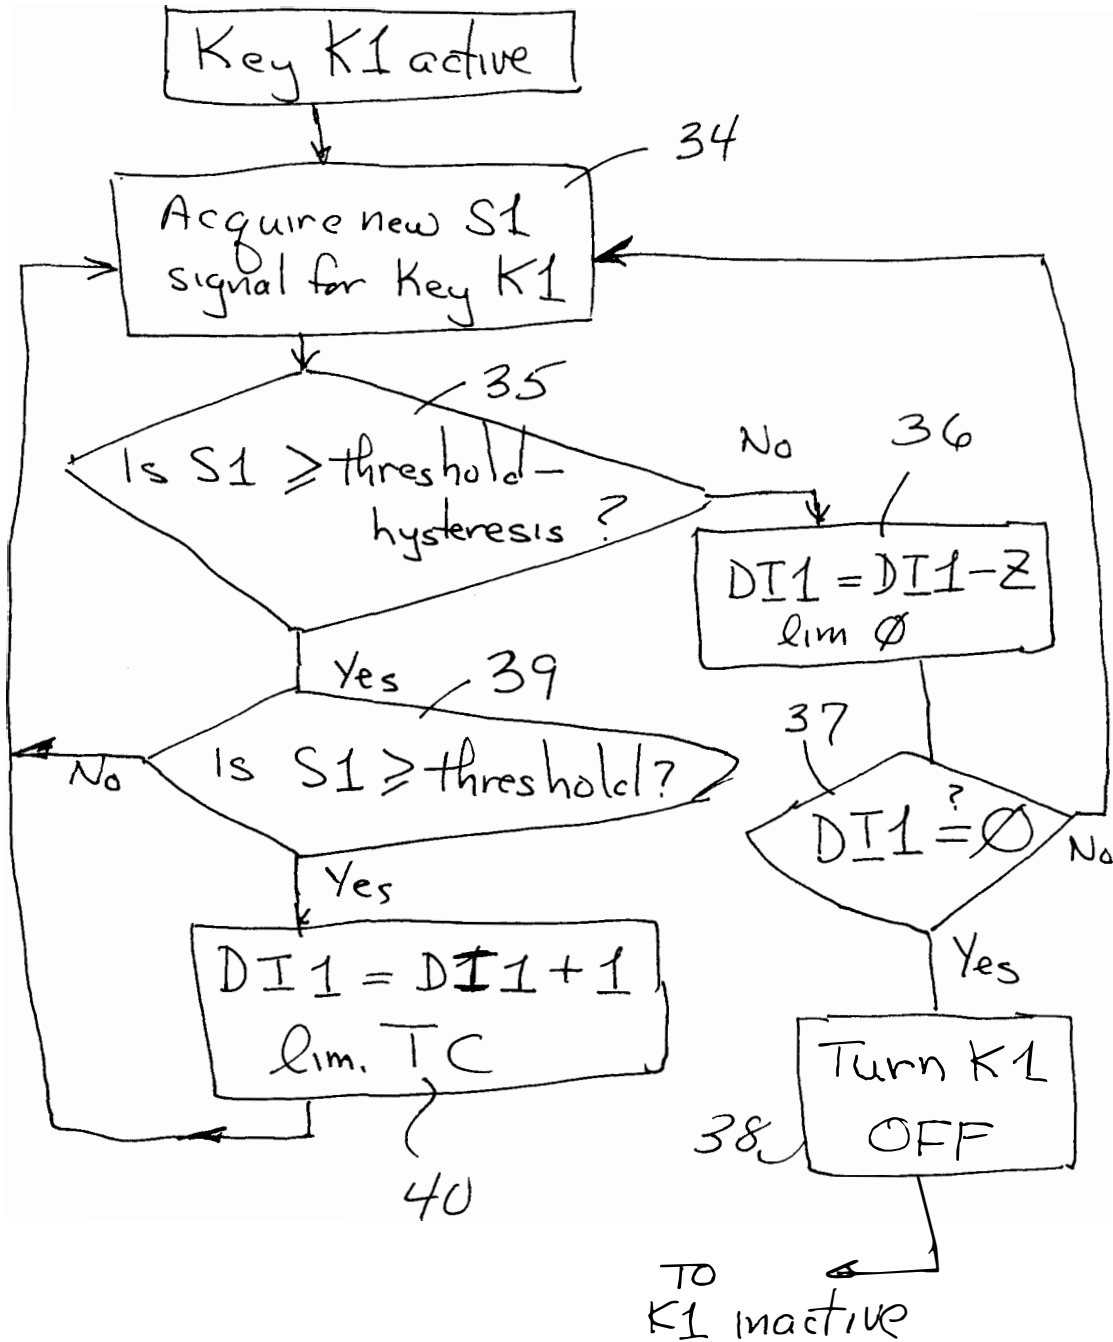 Key K1 active
34
Acquire new S1
signal for Key K1
35
Is S1 ≥ threshold –
hysteresis ?
No
36
DI1 = DI1 – Z
lim Ø
Yes
39
Is S1 ≥ threshold?
No
37
DI1 ?= Ø
No
Yes
DI1 = DI1 + 1
lim. TC
40
Yes
Turn K1
OFF
38
TO
K1 inactive